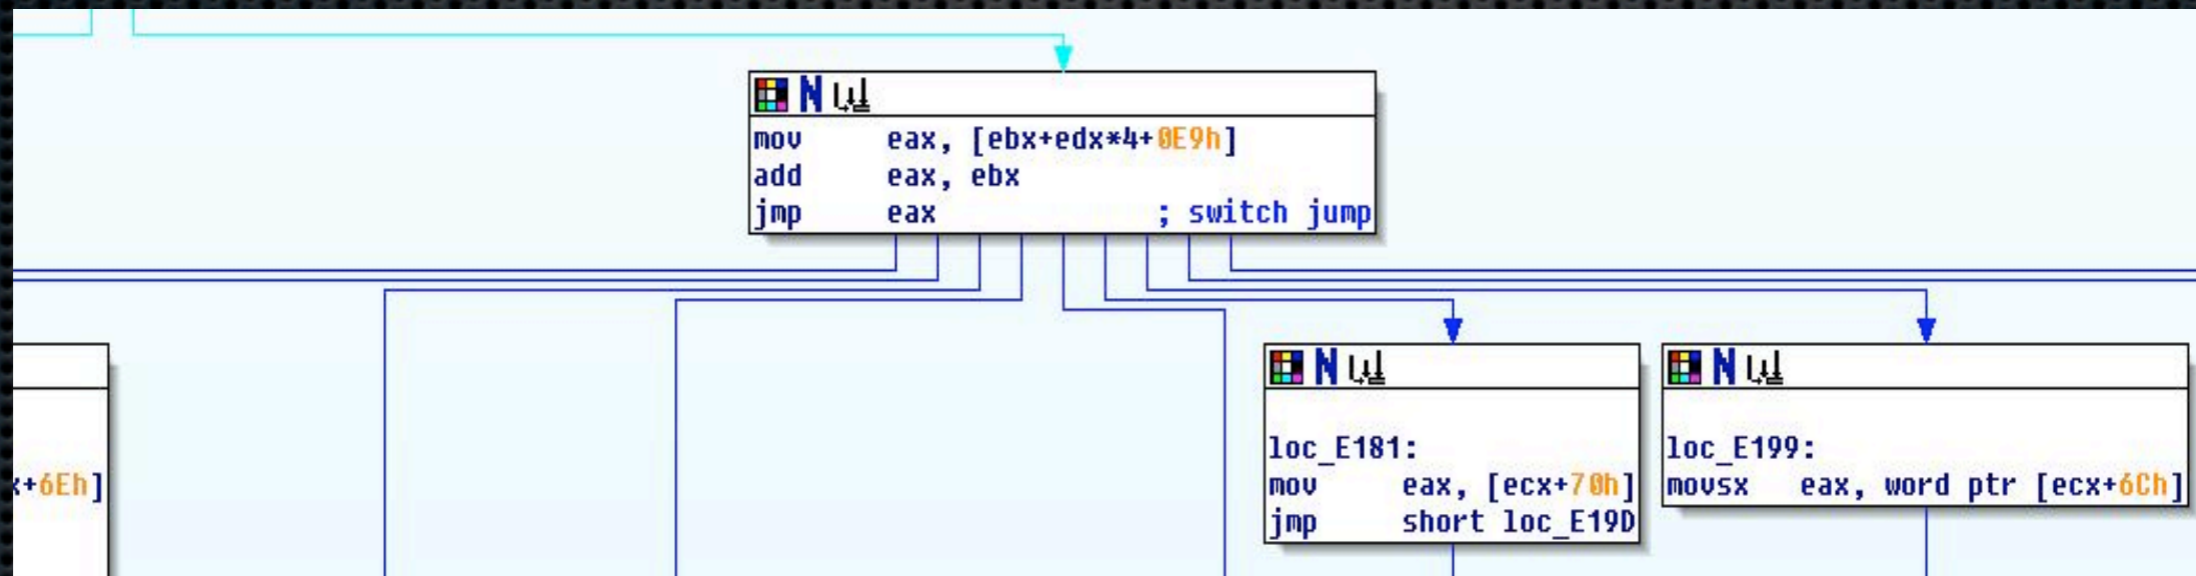 mov eax, [ebx+edx*4+0E9h]
add eax, ebx
jmp eax ; switch jump
+6Eh]
loc_E181:
mov eax, [ecx+70h]
jmp short loc_E19D
loc_E199:
movsx eax, word ptr [ecx+6Ch]